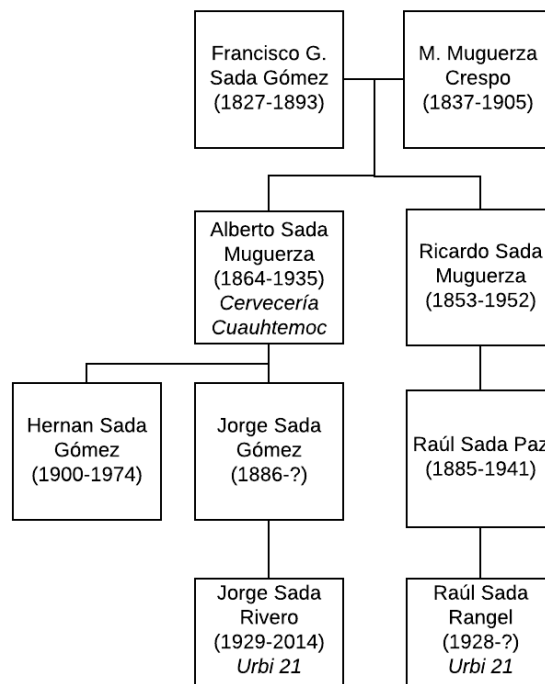 Francisco G.
Sada Gómez
(1827-1893)
M. Muguerza
Crespo
(1837-1905)
Alberto Sada
Muguerza
(1864-1935)
Cervecería
Cuauhtemoc
Ricardo Sada
Muguerza
(1853-1952)
Hernan Sada
Gómez
(1900-1974)
Jorge Sada
Gómez
(1886-?)
Raúl Sada Paz
(1885-1941)
Jorge Sada
Rivero
(1929-2014)
Urbi 21
Raúl Sada
Rangel
(1928-?)
Urbi 21